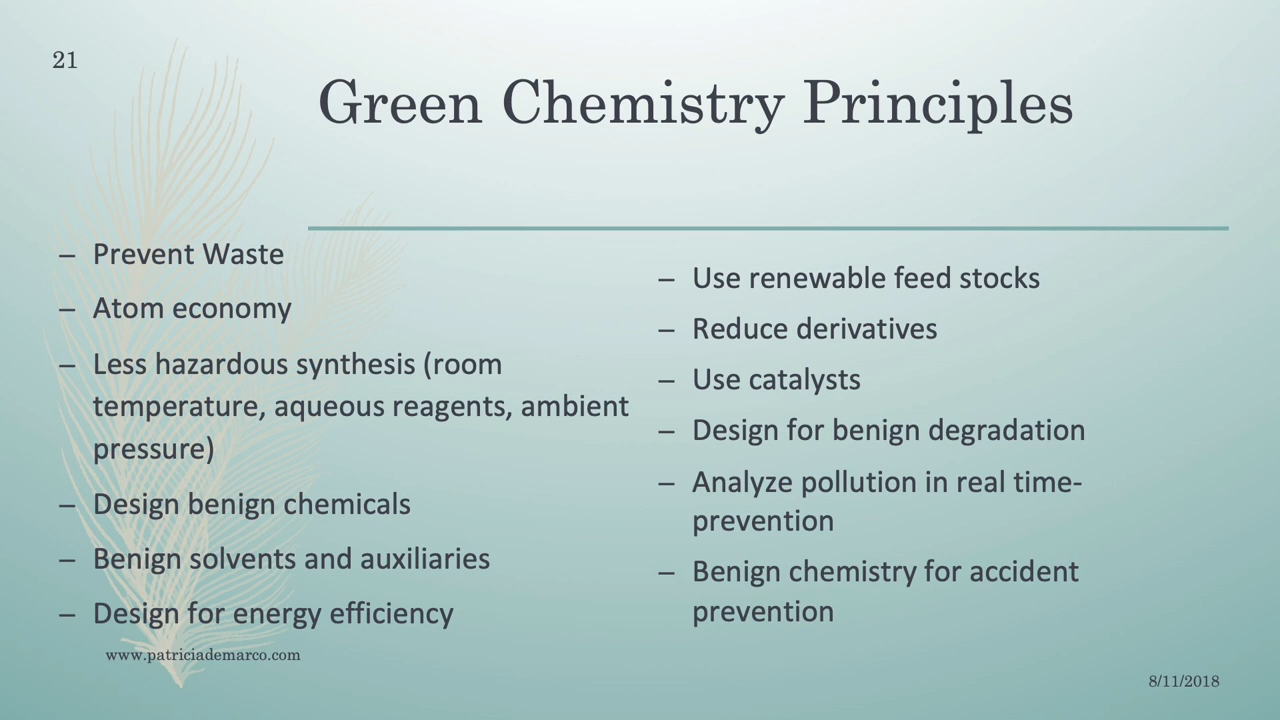 21
Green Chemistry Principles
– Prevent Waste
– Atom economy
– Less hazardous synthesis (room
temperature, aqueous reagents, ambient
pressure)
– Design benign chemicals
– Benign solvents and auxiliaries
– Design for energy efficiency
– Use renewable feed stocks
– Reduce derivatives
– Use catalysts
– Design for benign degradation
– Analyze pollution in real time-
prevention
– Benign chemistry for accident
prevention
www.patriciademarco.com
8/11/2018